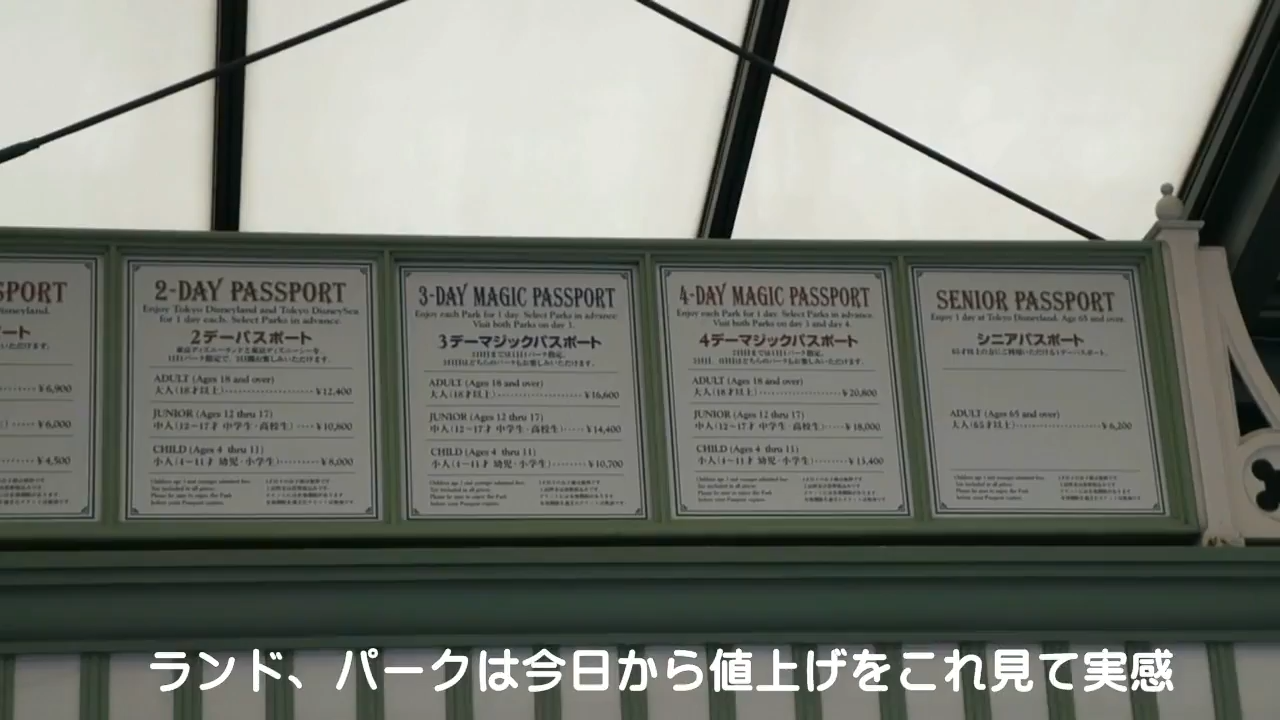 SPORT
ート
¥6,900
¥6,000
¥4,500
2-DAY PASSPORT
Enjoy Tokyo Disneyland and Tokyo DisneySea
for 1 day each. Select Parks in advance.
2デーパスポート
ADULT (Ages 18 and over)
大人(18才以上)
¥12,400
JUNIOR (Ages 12 thru 17)
中人(12〜17才 中学生・高校生)
¥10,800
CHILD (Ages 4 thru 11)
小人(4〜11才 幼児・小学生)
¥8,000
3-DAY MAGIC PASSPORT
Enjoy each Park for 1 day. Select Parks in advance.
Visit both Parks on day 3.
3デーマジックパスポート
ADULT (Ages 18 and over)
大人(18才以上)
¥16,600
JUNIOR (Ages 12 thru 17)
中人(12〜17才 中学生・高校生)
¥14,400
CHILD (Ages 4 thru 11)
小人(4〜11才 幼児・小学生)
¥10,700
4-DAY MAGIC PASSPORT
Enjoy each Park for 1 day. Select Parks in advance.
Visit both Parks on day 3 and day 4.
4デーマジックパスポート
ADULT (Ages 18 and over)
大人(18才以上)
¥20,800
JUNIOR (Ages 12 thru 17)
中人(12〜17才 中学生・高校生)
¥18,000
CHILD (Ages 4 thru 11)
小人(4〜11才 幼児・小学生)
¥13,400
SENIOR PASSPORT
Enjoy 1 day at Tokyo Disneyland. Age 65 and over.
シニアパスポート
ADULT (Ages 65 and over)
大人(65才以上)
¥6,200
ランド、パークは今日から値上げをこれ見て実感